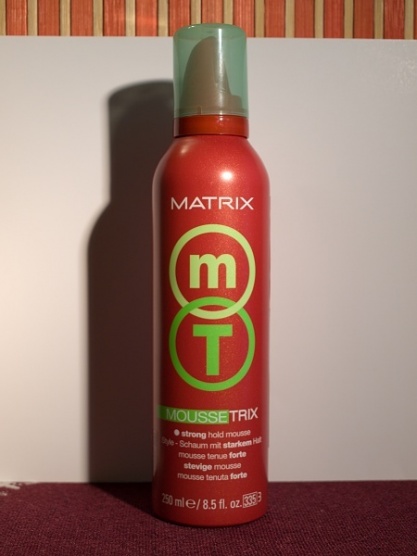 MATRIX
m
T
MOUSSETRIX
strong hold mousse
Style - Schaum mit starkem Halt
mousse tenue forte
stevige mousse
mousse tenuta forte
250 ml e / 8.5 fl. oz. 335